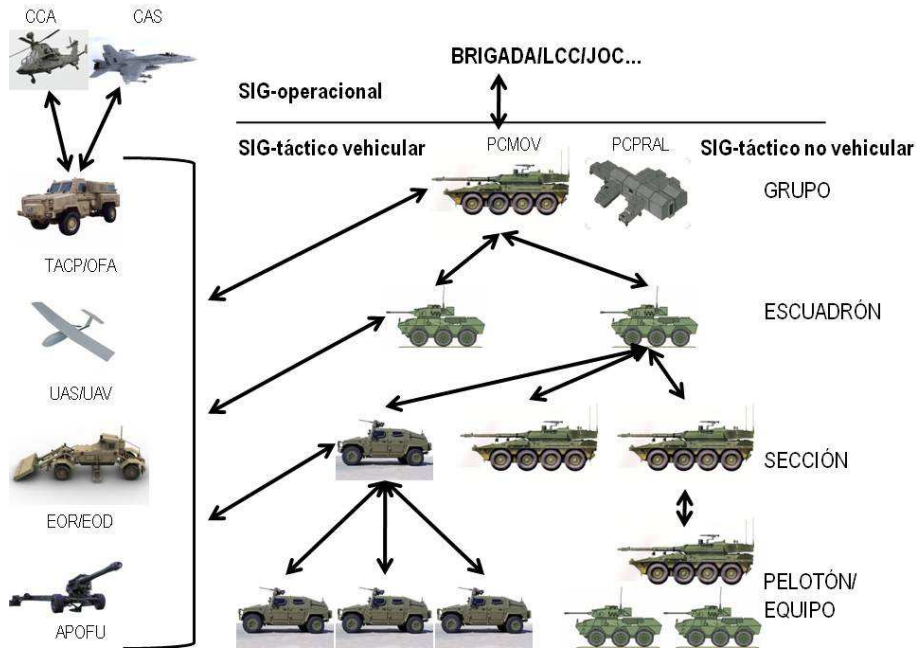 CCA
CAS
BRIGADA/LCC/JOC...
SIG-operacional
SIG-táctico vehicular
PCMOV
PCPRAL
SIG-táctico no vehicular
GRUPO
TACP/OFA
ESCUADRÓN
UAS/UAV
SECCIÓN
EOR/EOD
PELOTÓN/
EQUIPO
APOFU